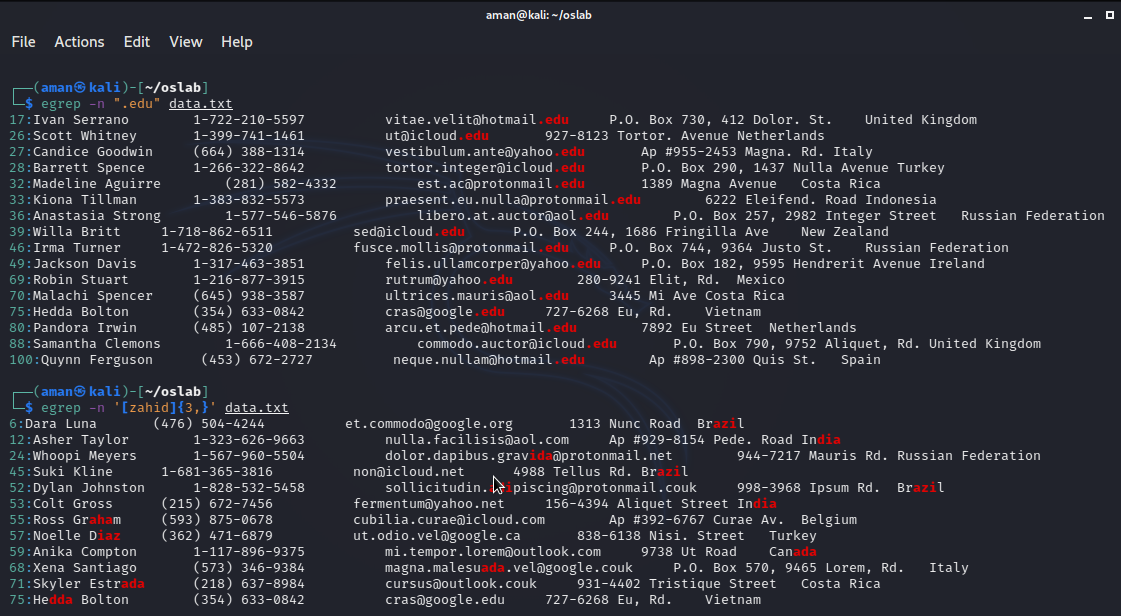 aman@kali: ~/oslab
File Actions Edit View Help
┌──(aman㉿kali)-[~/oslab]
└─$ egrep -n ".edu" data.txt
17:Ivan Serrano 1-722-210-5597 vitae.velit@hotmail.edu P.O. Box 730, 412 Dolor. St. United Kingdom
26:Scott Whitney 1-399-741-1461 ut@icloud.edu 927-8123 Tortor. Avenue Netherlands
27:Candice Goodwin (664) 388-1314 vestibulum.ante@yahoo.edu Ap #955-2453 Magna. Rd. Italy
28:Barrett Spence 1-266-322-8642 tortor.integer@icloud.edu P.O. Box 290, 1437 Nulla Avenue Turkey
32:Madeline Aguirre (281) 582-4332 est.ac@protonmail.edu 1389 Magna Avenue Costa Rica
33:Kiona Tillman 1-383-832-5573 praesent.eu.nulla@protonmail.edu 6222 Eleifend. Road Indonesia
36:Anastasia Strong 1-577-546-5876 libero.at.auctor@aol.edu P.O. Box 257, 2982 Integer Street Russian Federation
39:Willa Britt 1-718-862-6511 sed@icloud.edu P.O. Box 244, 1686 Fringilla Ave New Zealand
46:Irma Turner 1-472-826-5320 fusce.mollis@protonmail.edu P.O. Box 744, 9364 Justo St. Russian Federation
49:Jackson Davis 1-317-463-3851 felis.ullamcorper@yahoo.edu P.O. Box 182, 9595 Hendrerit Avenue Ireland
69:Robin Stuart 1-216-877-3915 rutrum@yahoo.edu 280-9241 Elit, Rd. Mexico
70:Malachi Spencer (645) 938-3587 ultrices.mauris@aol.edu 3445 Mi Ave Costa Rica
75:Hedda Bolton (354) 633-0842 cras@google.edu 727-6268 Eu, Rd. Vietnam
80:Pandora Irwin (485) 107-2138 arcu.et.pede@hotmail.edu 7892 Eu Street Netherlands
88:Samantha Clemons 1-666-408-2134 commodo.auctor@icloud.edu P.O. Box 790, 9752 Aliquet, Rd. United Kingdom
100:Quynn Ferguson (453) 672-2727 neque.nullam@hotmail.edu Ap #898-2300 Quis St. Spain
┌──(aman㉿kali)-[~/oslab]
└─$ egrep -n '[zahid]{3,}' data.txt
6:Dara Luna (476) 504-4244 et.commodo@google.org 1313 Nunc Road Brazil
12:Asher Taylor 1-323-626-9663 nulla.facilisis@aol.com Ap #929-8154 Pede. Road India
24:Whoopi Meyers 1-567-960-5504 dolor.dapibus.gravida@protonmail.net 944-7217 Mauris Rd. Russian Federation
45:Suki Kline 1-681-365-3816 non@icloud.net 4988 Tellus Rd. Brazil
52:Dylan Johnston 1-828-532-5458 998-3968 Ipsum Rd. Brazil
53:Colt Gross (215) 672-7456 fermentum@yahoo.net 156-4394 Aliquet Street India
55:Ross Graham (593) 875-0678 cubilia.curae@icloud.com Ap #392-6767 Curae Av. Belgium
57:Noelle Diaz (362) 471-6879 ut.odio.vel@google.ca 838-6138 Nisi. Street Turkey
59:Anika Compton 1-117-896-9375 mi.tempor.lorem@outlook.com 9738 Ut Road Canada
68:Xena Santiago (573) 346-9384 magna.malesuada.vel@google.couk P.O. Box 570, 9465 Lorem, Rd. Italy
71:Skyler Estrada (218) 637-8984 cursus@outlook.couk 931-4402 Tristique Street Costa Rica
75:Hedda Bolton (354) 633-0842 cras@google.edu 727-6268 Eu, Rd. Vietnam